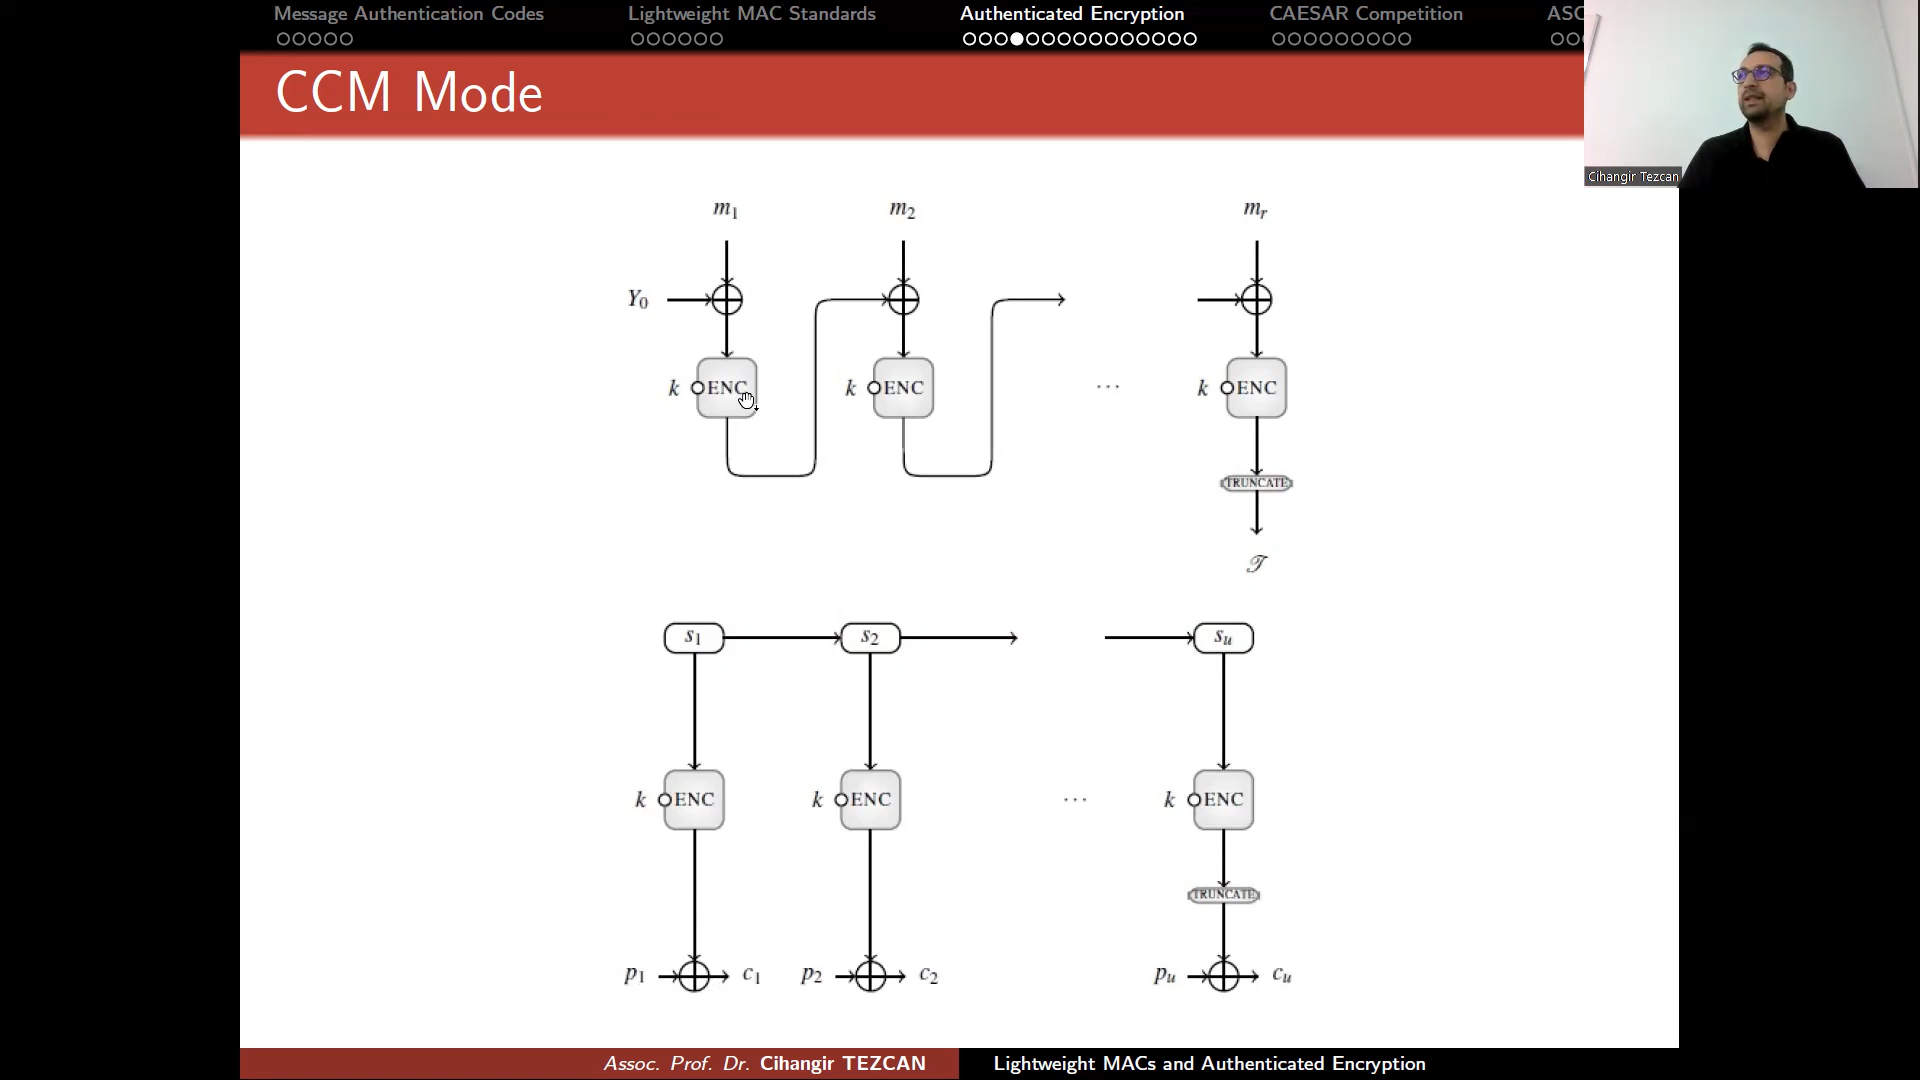 Message Authentication Codes Lightweight MAC Standards Authenticated Encryption CAESAR Competition ASC
CCM Mode
Cihangir Tezcan
m1 m2 mr
Y0
k ENC k ENC ... k ENC
TRUNCATE
𝒯
s1 s2 su
k ENC k ENC ... k ENC
TRUNCATE
p1 c1 p2 c2 pu cu
Assoc. Prof. Dr. Cihangir TEZCAN Lightweight MACs and Authenticated Encryption